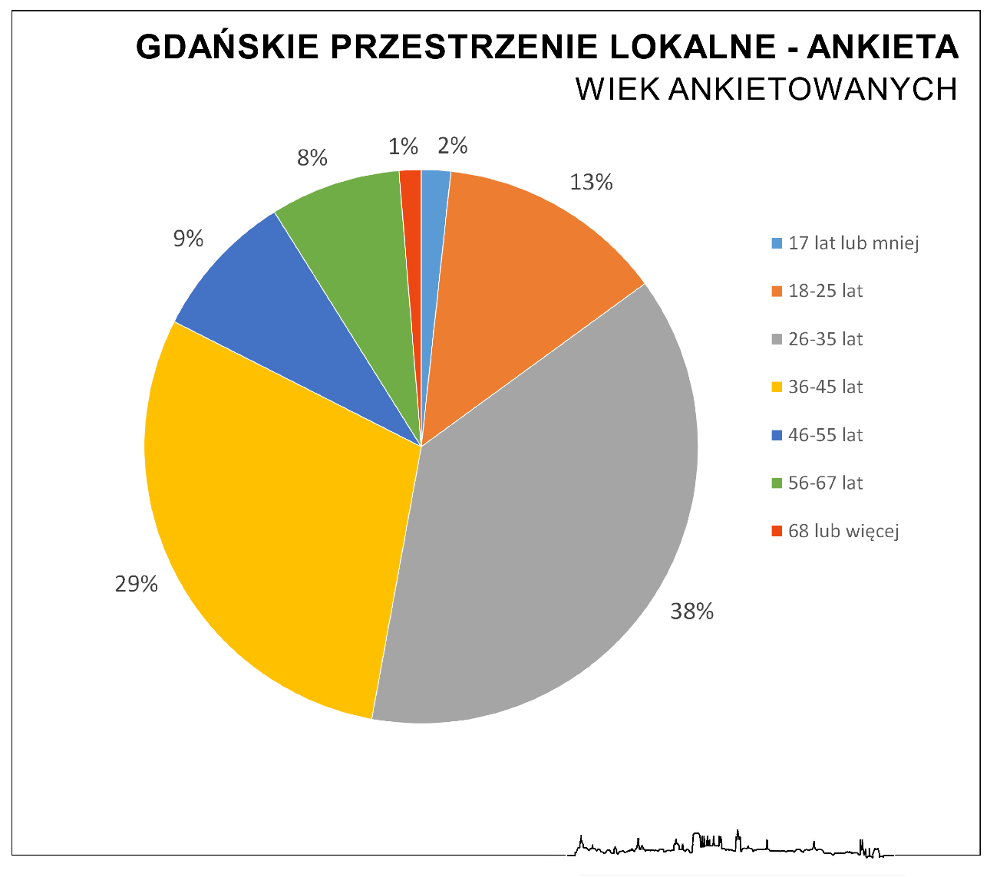 GDAŃSKIE PRZESTRZENIE LOKALNE - ANKIETA
WIEK ANKIETOWANYCH
1%
2%
8%
13%
9%
29%
38%
17 lat lub mniej
18-25 lat
26-35 lat
36-45 lat
46-55 lat
56-67 lat
68 lub więcej